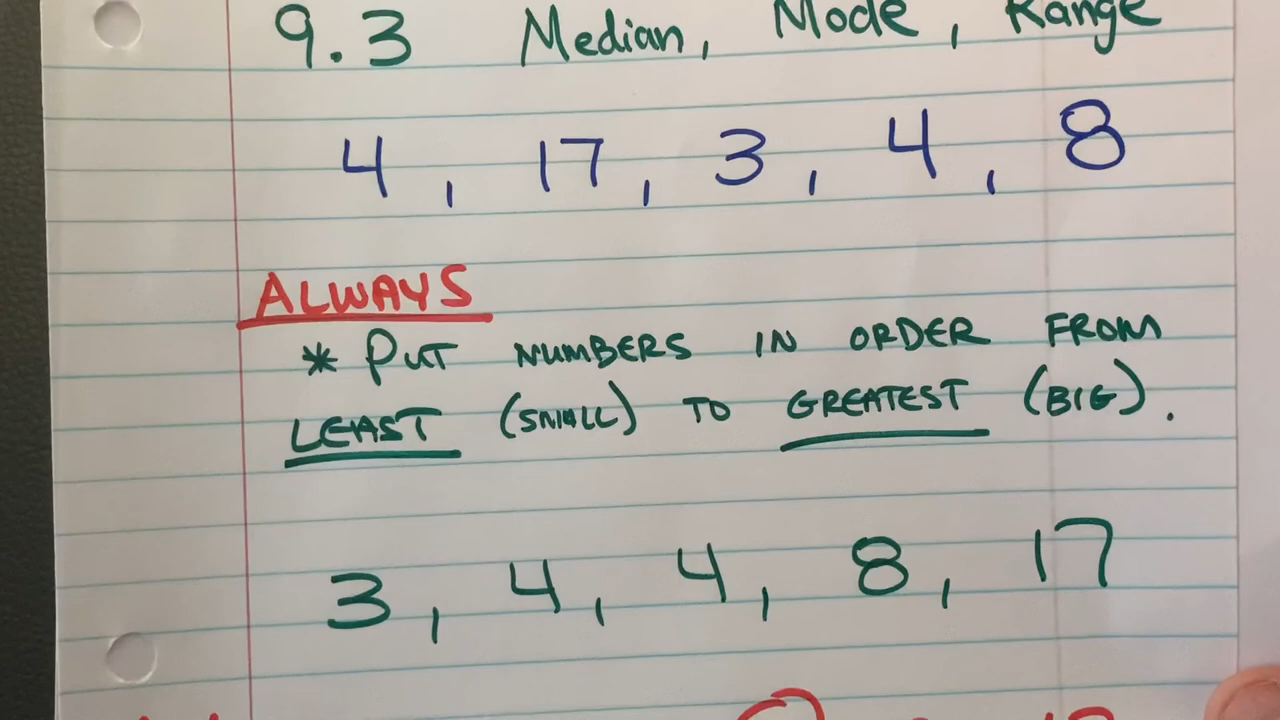 9.3 Median, Mode, Range
4, 17, 3, 4, 8
ALWAYS
* PUT NUMBERS IN ORDER FROM
LEAST (SMALL) TO GREATEST (BIG).
3, 4, 4, 8, 17